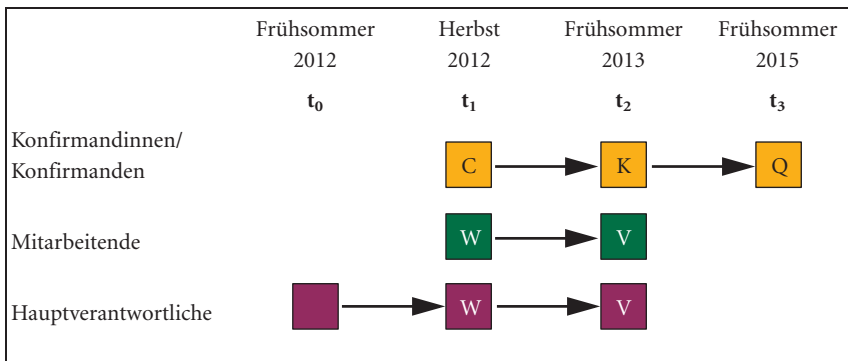 Frühsommer Herbst Frühsommer Frühsommer
2012 2012 2013 2015
t0 t1 t2 t3
Konfirmandinnen/
Konfirmanden
C K Q
Mitarbeitende W V
Hauptverantwortliche W V